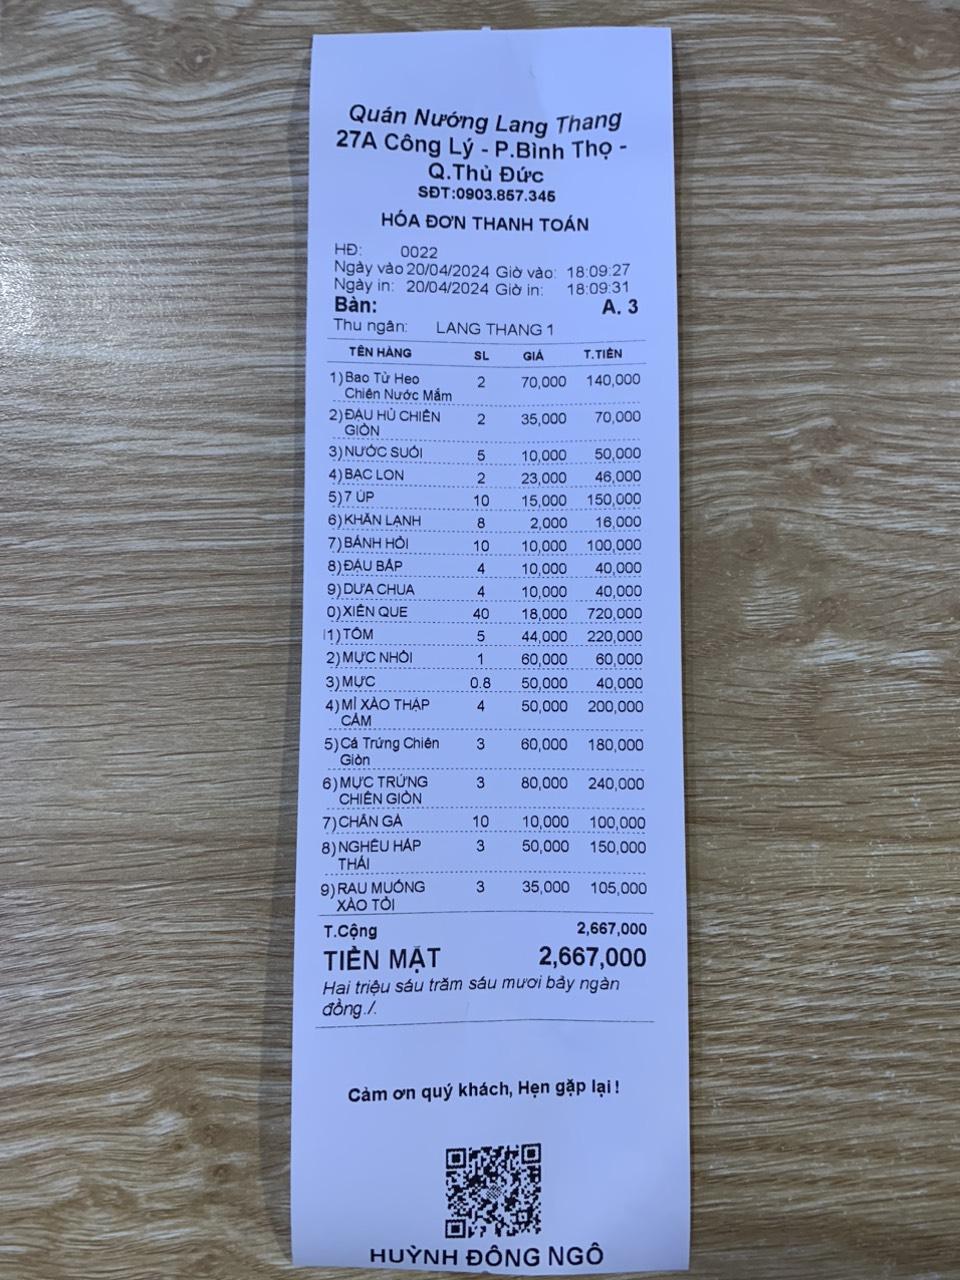 Quán Nướng Lang Thang
27A Công Lý - P.Bình Thọ -
Q.Thủ Đức
SĐT:0903.857.345
HÓA ĐƠN THANH TOÁN
HĐ: 0022
Ngày vào 20/04/2024 Giờ vào: 18:09:27
Ngày in: 20/04/2024 Giờ in: 18:09:31
Bàn: A. 3
Thu ngân: LANG THANG 1
TÊN HÀNG SL GIÁ T.TIỀN
1)Bao Tử Heo 2 70,000 140,000
Chiên Nước Mắm
2)ĐẬU HỦ CHIÊN 2 35,000 70,000
GIÒN
3)NƯỚC SUỐI 5 10,000 50,000
4)BẠC LON 2 23,000 46,000
5)7 ÚP 10 15,000 150,000
6)KHĂN LẠNH 8 2,000 16,000
7)BÁNH HỎI 10 10,000 100,000
8)ĐẬU BẮP 4 10,000 40,000
9)DƯA CHUA 4 10,000 40,000
0)XIÊN QUE 40 18,000 720,000
1)TÔM 5 44,000 220,000
2)MỰC NHỒI 1 60,000 60,000
3)MỰC 0.8 50,000 40,000
4)MÌ XÀO THẬP 4 50,000 200,000
CẨM
5)Cá Trứng Chiên 3 60,000 180,000
Giòn
6)MỰC TRỨNG 3 80,000 240,000
CHIÊN GIÒN
7)CHÂN GÀ 10 10,000 100,000
8)NGHÊU HẤP 3 50,000 150,000
THÁI
9)RAU MUỐNG 3 35,000 105,000
XÀO TỎI
T.Cộng 2,667,000
TIỀN MẶT 2,667,000
Hai triệu sáu trăm sáu mươi bảy ngàn
đồng./.
Cảm ơn quý khách, Hẹn gặp lại !
HUỲNH ĐÔNG NGÔ